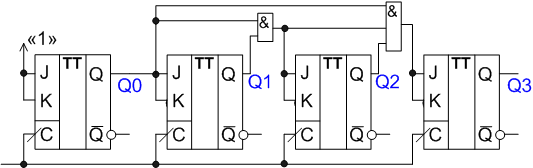 &
&
«1»
J TT Q Q0
K
C Q
J TT Q Q1
K
C Q
J TT Q Q2
K
C Q
J TT Q Q3
K
C Q